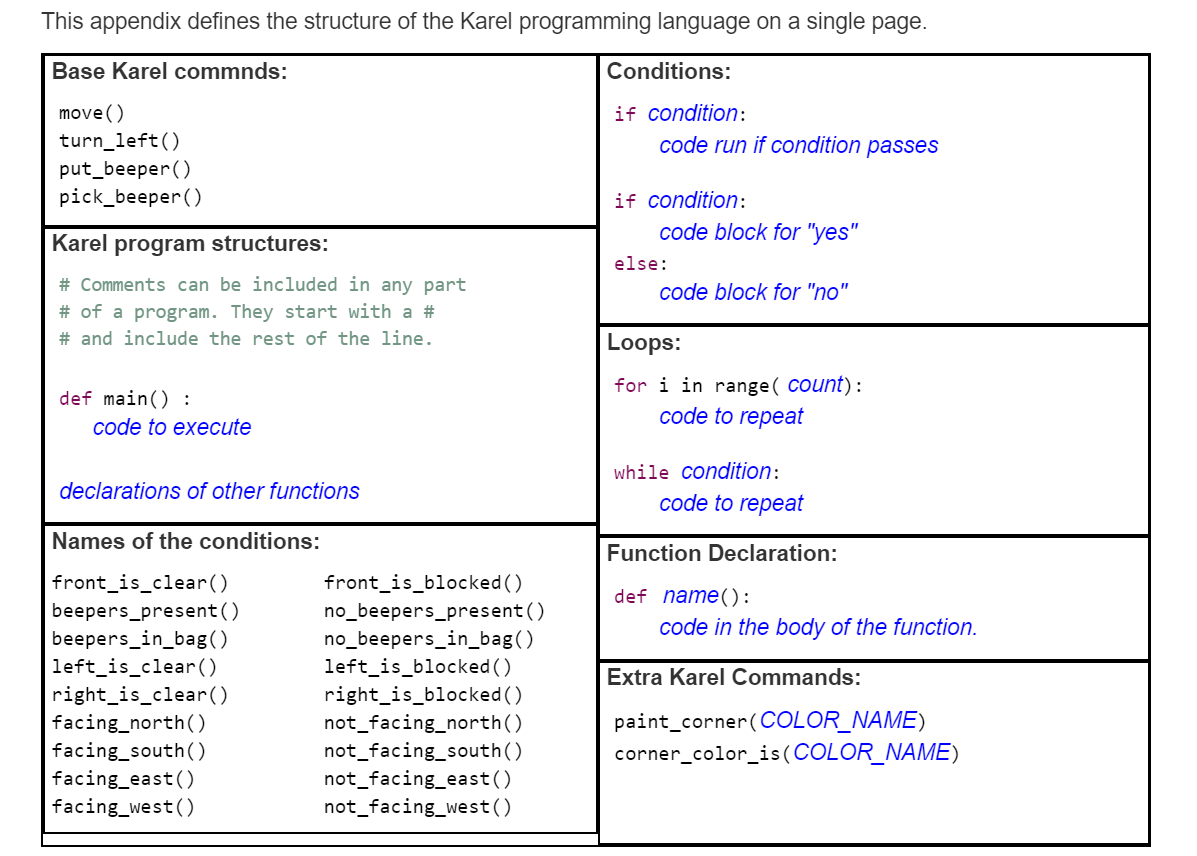 This appendix defines the structure of the Karel programming language on a single page.
Base Karel commnds:
move()
turn_left()
put_beeper()
pick_beeper()
Karel program structures:
# Comments can be included in any part
# of a program. They start with a #
# and include the rest of the line.
def main() :
code to execute
declarations of other functions
Names of the conditions:
front_is_clear() front_is_blocked()
beepers_present() no_beepers_present()
beepers_in_bag() no_beepers_in_bag()
left_is_clear() left_is_blocked()
right_is_clear() right_is_blocked()
facing_north() not_facing_north()
facing_south() not_facing_south()
facing_east() not_facing_east()
facing_west() not_facing_west()
Conditions:
if condition:
code run if condition passes
if condition:
code block for "yes"
else:
code block for "no"
Loops:
for i in range( count):
code to repeat
while condition:
code to repeat
Function Declaration:
def name():
code in the body of the function.
Extra Karel Commands:
paint_corner(COLOR_NAME)
corner_color_is(COLOR_NAME)